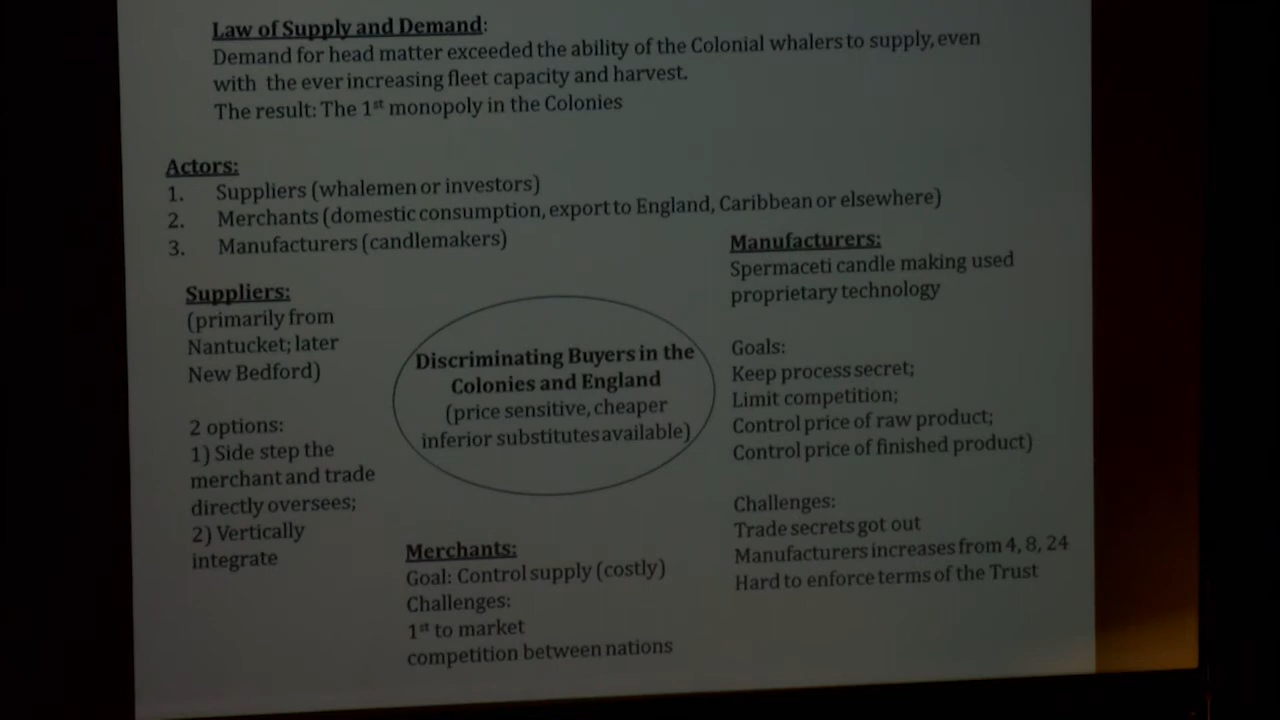 Law of Supply and Demand:
Demand for head matter exceeded the ability of the Colonial whalers to supply, even
with the ever increasing fleet capacity and harvest.
The result: The 1st monopoly in the Colonies
Actors:
1. Suppliers (whalemen or investors)
2. Merchants (domestic consumption, export to England, Caribbean or elsewhere)
3. Manufacturers (candlemakers)
Suppliers:
(primarily from
Nantucket; later
New Bedford)
2 options:
1) Side step the
merchant and trade
directly oversees;
2) Vertically
integrate
Discriminating Buyers in the
Colonies and England
(price sensitive, cheaper
inferior substitutes available)
Merchants:
Goal: Control supply (costly)
Challenges:
1st to market
competition between nations
Manufacturers:
Spermaceti candle making used
proprietary technology
Goals:
Keep process secret;
Limit competition;
Control price of raw product;
Control price of finished product)
Challenges:
Trade secrets got out
Manufacturers increases from 4, 8, 24
Hard to enforce terms of the Trust